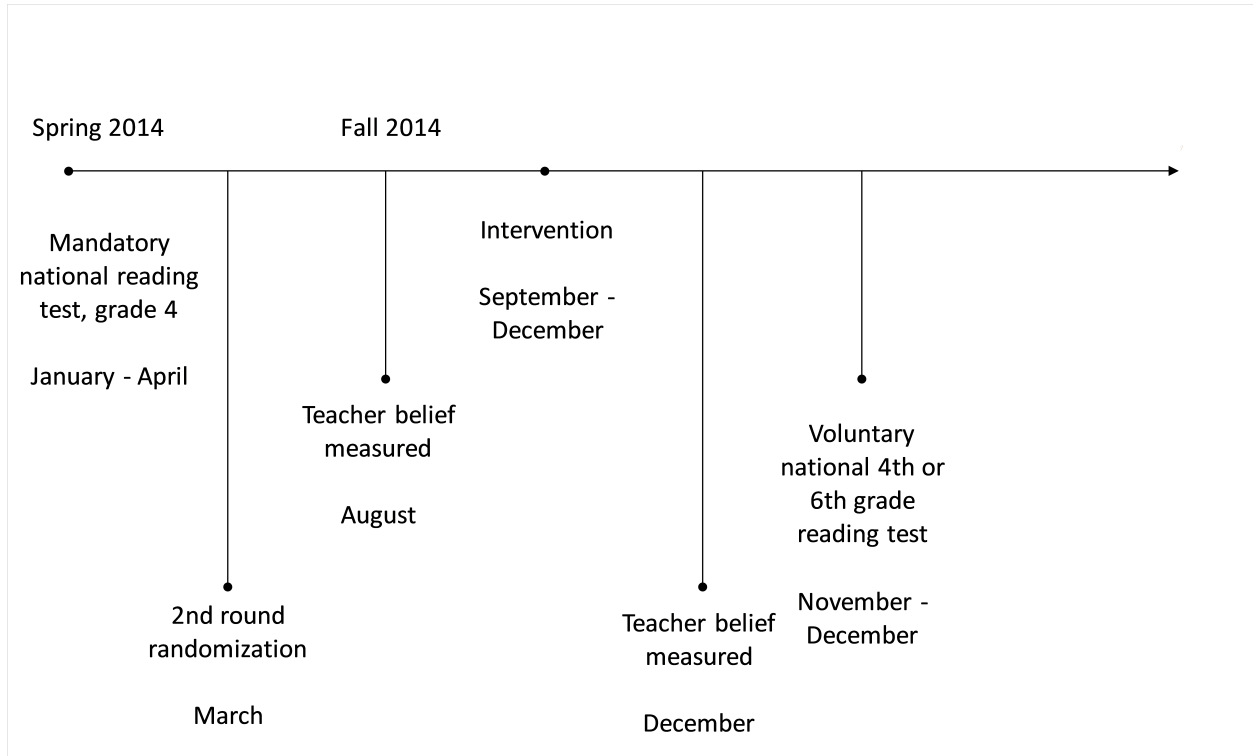 Spring 2014
Fall 2014
Mandatory
national reading
test, grade 4
January - April
2nd round
randomization
March
Teacher belief
measured
August
Intervention
September -
December
Teacher belief
measured
December
Voluntary
national 4th or
6th grade
reading test
November -
December